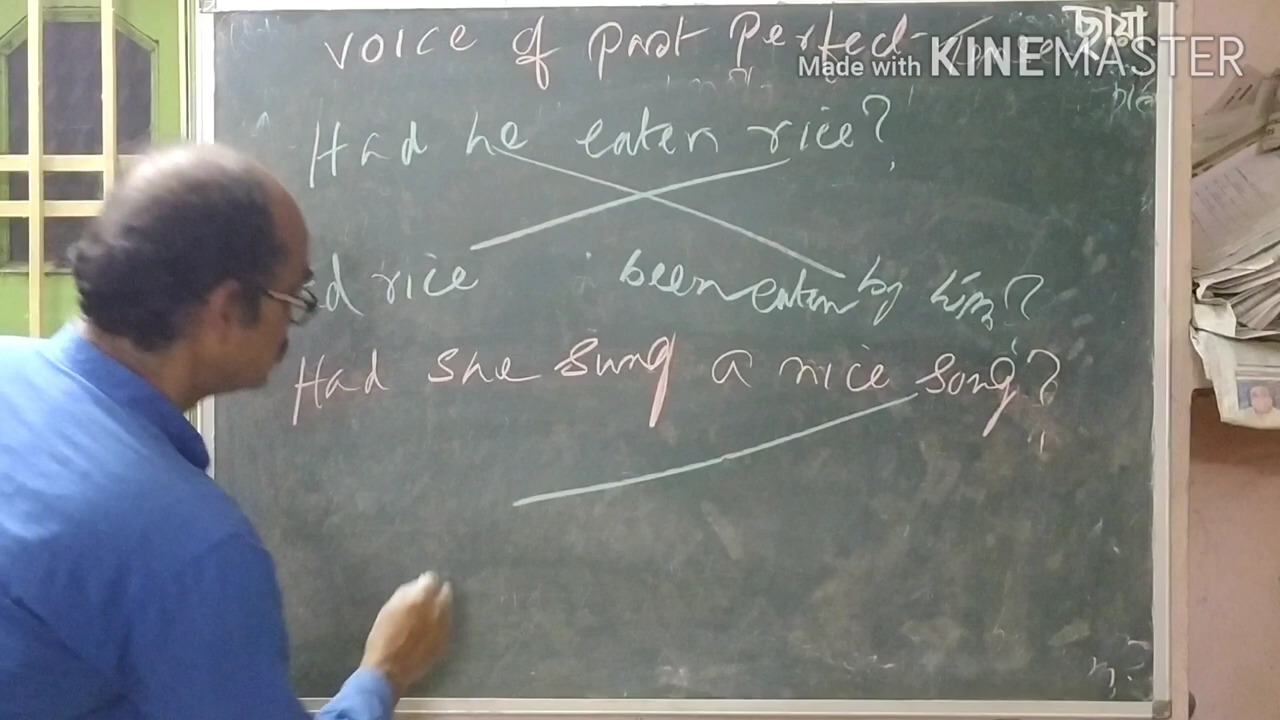 voice of past perfect Tense
ছায়া
Made with KINEMASTER
Had he eaten rice?
d rice been eaten by him?
Had she sung a nice song?